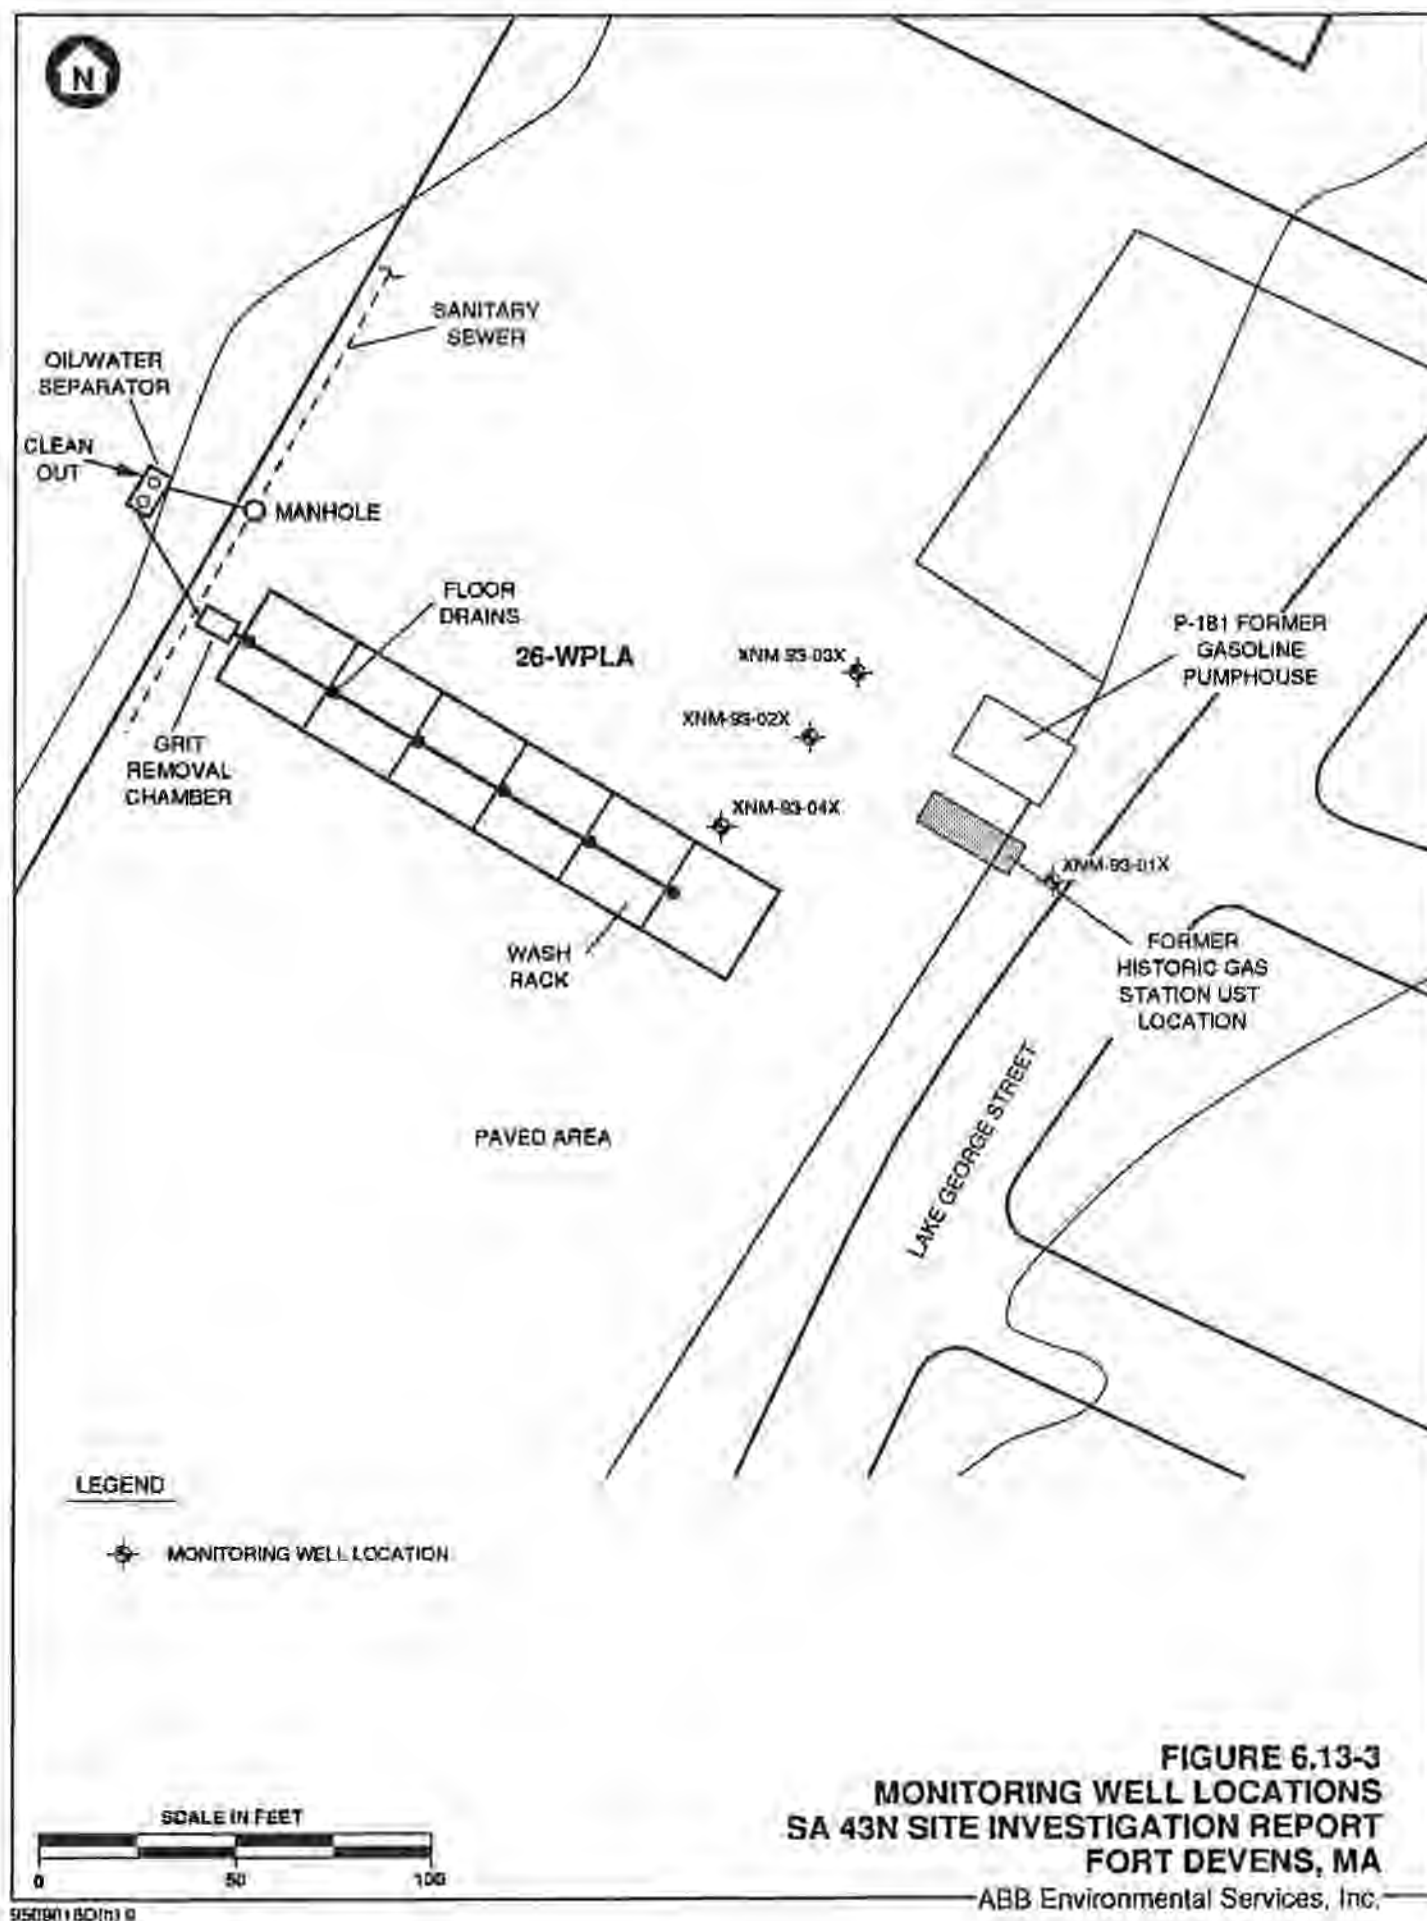 N
SANITARY
SEWER
OIL/WATER
SEPARATOR
CLEAN
OUT
MANHOLE
FLOOR
DRAINS
26-WPLA
XNM-93-03X
P-181 FORMER
GASOLINE
PUMPHOUSE
XNM-93-02X
GRIT
REMOVAL
CHAMBER
XNM-93-04X
XNM-93-01X
WASH
RACK
FORMER
HISTORIC GAS
STATION UST
LOCATION
PAVED AREA
LAKE GEORGE STREET
LEGEND
MONITORING WELL LOCATION
SCALE IN FEET
0 50 100
FIGURE 6.13-3
MONITORING WELL LOCATIONS
SA 43N SITE INVESTIGATION REPORT
FORT DEVENS, MA
ABB Environmental Services, Inc.